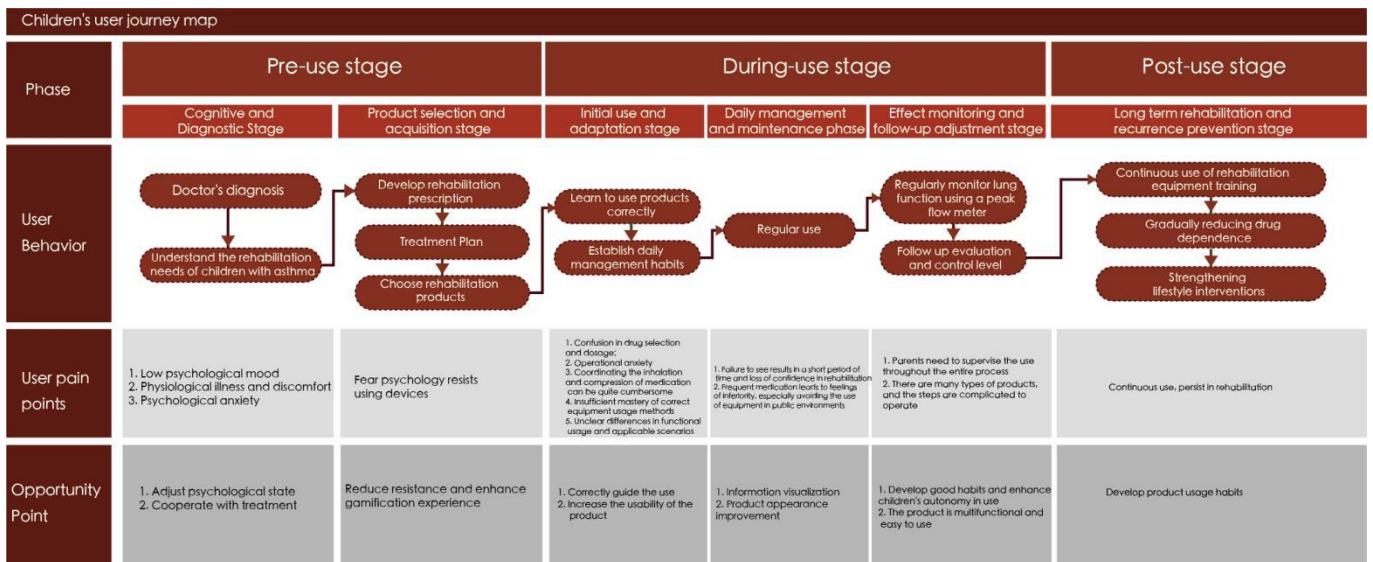 Children's user journey map
Phase
Pre-use stage
During-use stage
Post-use stage
Cognitive and
Diagnostic Stage
Product selection and
acquisition stage
Initial use and
adaptation stage
Daily management
and maintenance phase
Effect monitoring and
follow-up adjustment stage
Long term rehabilitation and
recurrence prevention stage
User
Behavior
Doctor's diagnosis
Understand the rehabilitation
needs of children with asthma
Develop rehabilitation
prescription
Treatment Plan
Choose rehabilitation
products
Learn to use products
correctly
Establish daily
management habits
Regular use
Regularly monitor lung
function using a peak
flow meter
Follow up evaluation
and control level
Continuous use of rehabilitation
equipment training
Gradually reducing drug
dependence
Strengthening
lifestyle interventions
User pain
points
1. Low psychological mood
2. Physiological illness and discomfort
3. Psychological anxiety
Fear psychology resists
using devices
1. Confusion in drug selection
and dosage;
2. Operational anxiety
3. Coordinating the inhalation
and compression of medication
can be quite cumbersome
4. Insufficient mastery of correct
equipment usage methods
5. Unclear differences in functional
usage and applicable scenarios
1. Failure to see results in a short period of
time and loss of confidence in rehabilitation
2. Frequent medication leads to feelings
of inferiority, especially avoiding the use
of equipment in public environments
1. Parents need to supervise the use
throughout the entire process
2. There are many types of products,
and the steps are complicated to
operate
Continuous use, persist in rehabilitation
Opportunity
Point
1. Adjust psychological state
2. Cooperate with treatment
Reduce resistance and enhance
gamification experience
1. Correctly guide the use
2. Increase the usability of the
product
1. Information visualization
2. Product appearance
improvement
1. Develop good habits and enhance
children's autonomy in use
2. The product is multifunctional and
easy to use
Develop product usage habits